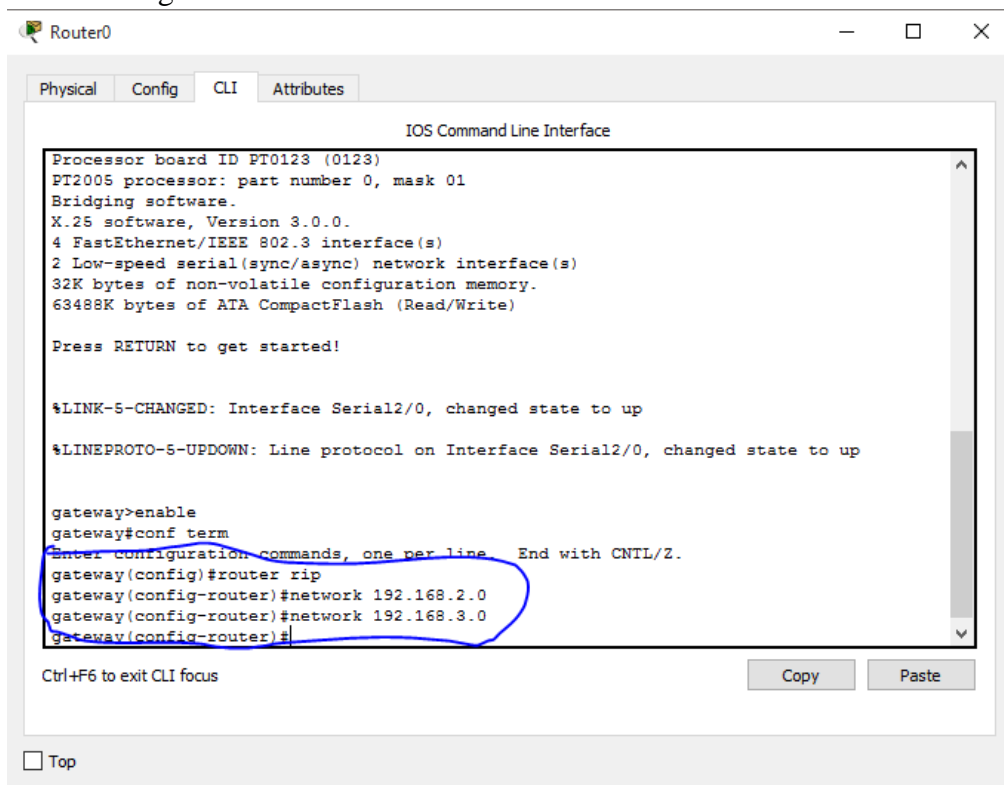 Router0
Physical Config CLI Attributes
IOS Command Line Interface
Processor board ID PT0123 (0123)
PT2005 processor: part number 0, mask 01
Bridging software.
X.25 software, Version 3.0.0.
4 FastEthernet/IEEE 802.3 interface(s)
2 Low-speed serial(sync/async) network interface(s)
32K bytes of non-volatile configuration memory.
63488K bytes of ATA CompactFlash (Read/Write)
Press RETURN to get started!
%LINK-5-CHANGED: Interface Serial2/0, changed state to up
%LINEPROTO-5-UPDOWN: Line protocol on Interface Serial2/0, changed state to up
gateway>enable
gateway#conf term
Enter configuration commands, one per line. End with CNTL/Z.
gateway(config)#router rip
gateway(config-router)#network 192.168.2.0
gateway(config-router)#network 192.168.3.0
gateway(config-router)#
Ctrl+F6 to exit CLI focus
Copy Paste
Top